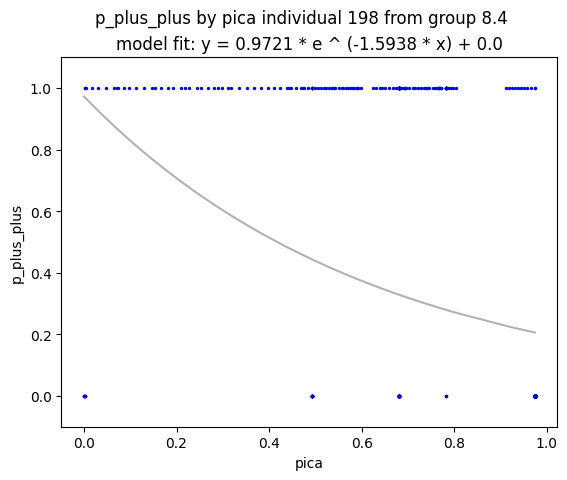 p_plus_plus by pica individual 198 from group 8.4
model fit: y = 0.9721 * e ^ (-1.5938 * x) + 0.0
1.0
0.8
0.6
0.4
0.2
0.0
p_plus_plus
0.0 0.2 0.4 0.6 0.8 1.0
pica